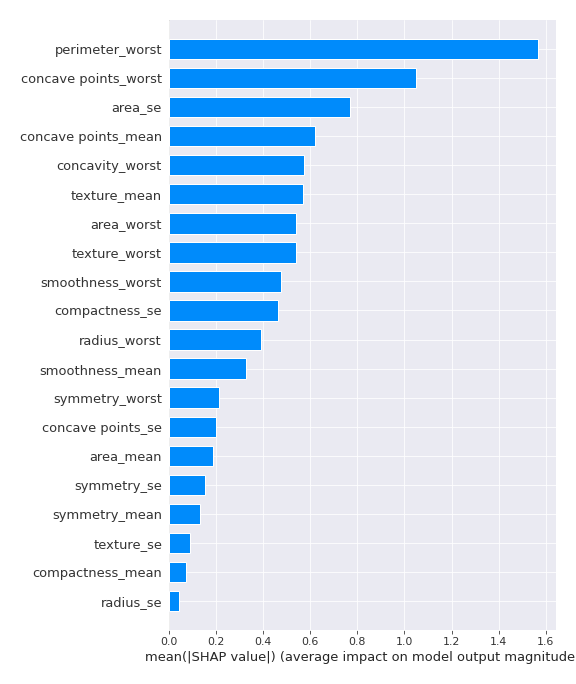 perimeter_worst
concave points_worst
area_se
concave points_mean
concavity_worst
texture_mean
area_worst
texture_worst
smoothness_worst
compactness_se
radius_worst
smoothness_mean
symmetry_worst
concave points_se
area_mean
symmetry_se
symmetry_mean
texture_se
compactness_mean
radius_se
0.0 0.2 0.4 0.6 0.8 1.0 1.2 1.4 1.6
mean(|SHAP value|) (average impact on model output magnitude